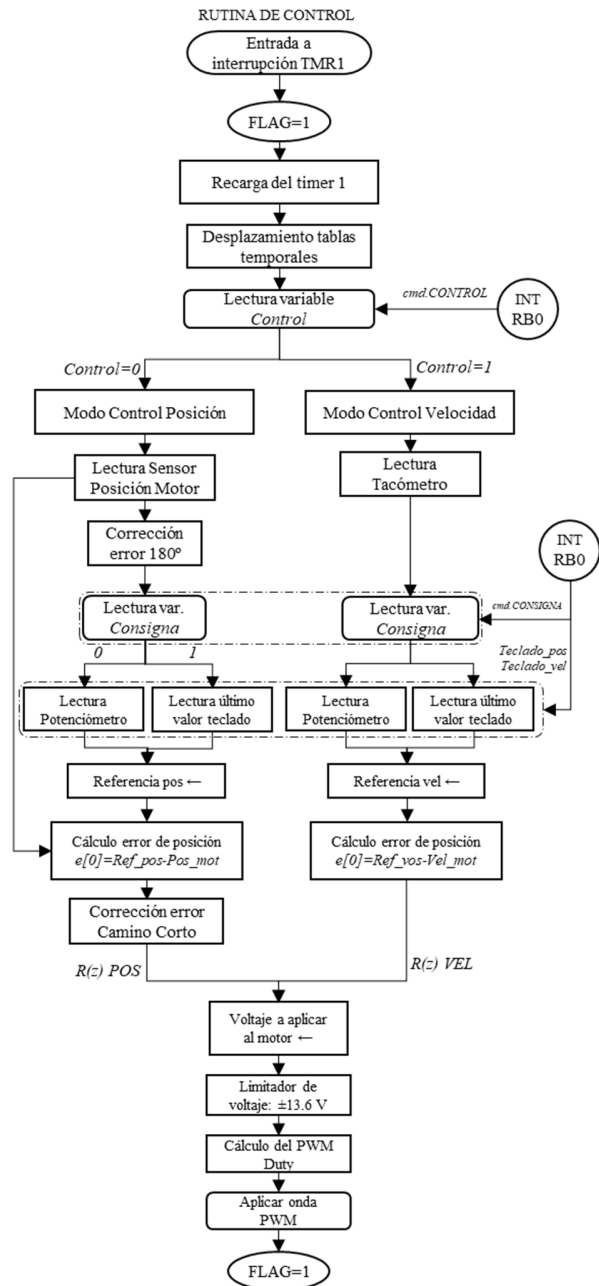 RUTINA DE CONTROL
Entrada a
interrupción TMR1
FLAG=1
Recarga del timer 1
Desplazamiento tablas
temporales
Lectura variable
Control
cmd.CONTROL
INT
RB0
Control=0
Control=1
Modo Control Posición
Modo Control Velocidad
Lectura Sensor
Posición Motor
Lectura
Tacómetro
Corrección
error 180º
INT
RB0
Lectura var.
Consigna
Lectura var.
Consigna
cmd.CONSIGNA
0
1
Teclado_pos
Teclado_vel
Lectura
Potenciómetro
Lectura último
valor teclado
Lectura
Potenciómetro
Lectura último
valor teclado
Referencia pos ←
Referencia vel ←
Cálculo error de posición
e[0]=Ref_pos-Pos_mot
Cálculo error de posición
e[0]=Ref_vos-Vel_mot
Corrección error
Camino Corto
R(z) POS
R(z) VEL
Voltaje a aplicar
al motor ←
Limitador de
voltaje: ±13.6 V
Cálculo del PWM
Duty
Aplicar onda
PWM
FLAG=1